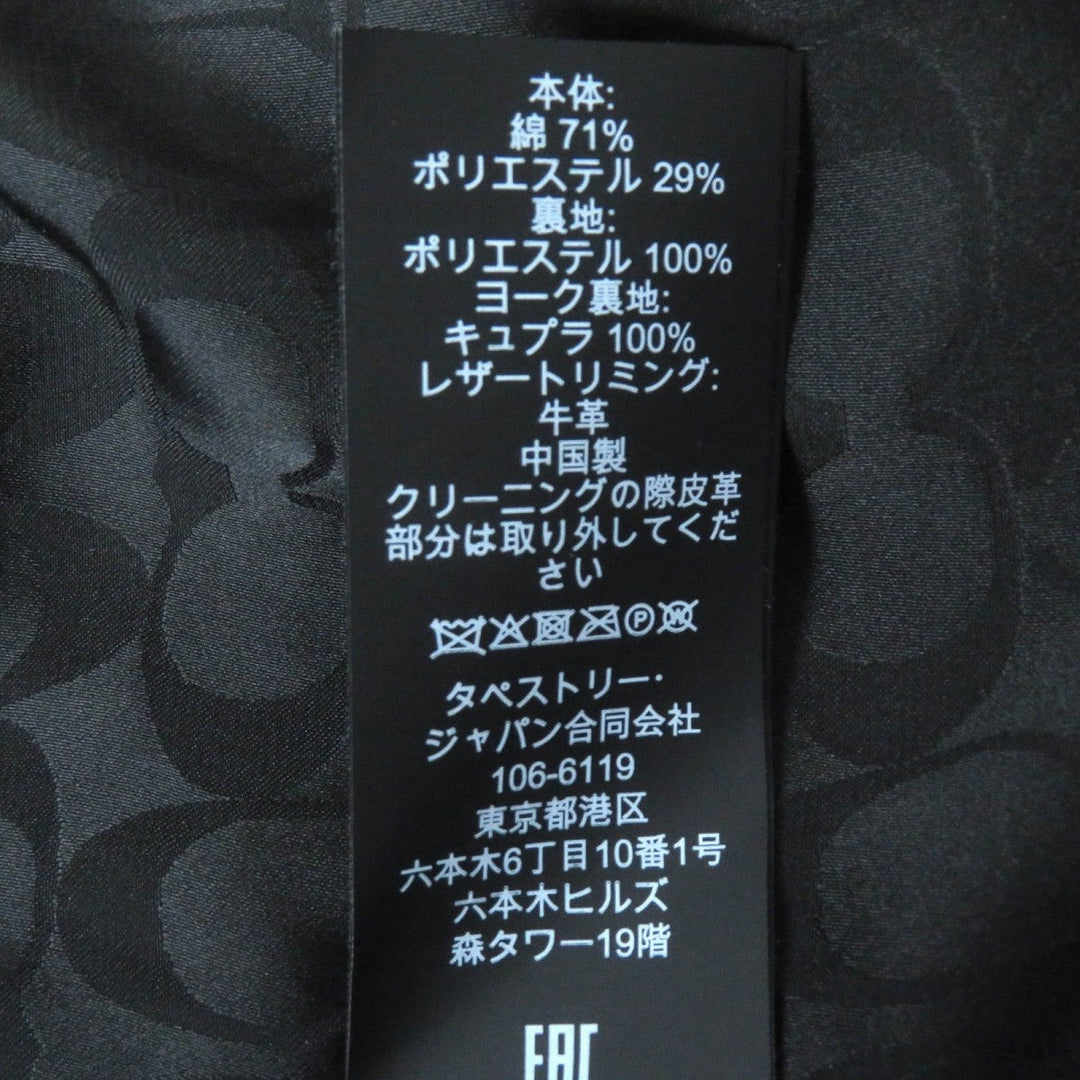 本体:
綿 71%
ポリエステル 29%
裏地:
ポリエステル 100%
ヨーク裏地:
キュプラ 100%
レザートリミング:
牛革
中国製
クリーニングの際皮革
部分は取り外してくだ
さい
P W
タペストリー・
ジャパン合同会社
106-6119
東京都港区
六本木6丁目10番1号
六本木ヒルズ
森タワー19階
EAC